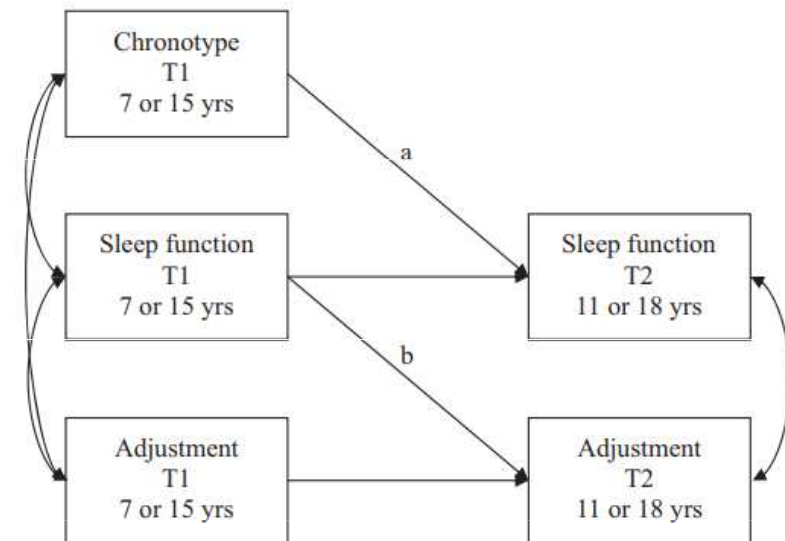 Chronotype
T1
7 or 15 yrs
a
Sleep function
T1
7 or 15 yrs
Sleep function
T2
11 or 18 yrs
b
Adjustment
T1
7 or 15 yrs
Adjustment
T2
11 or 18 yrs